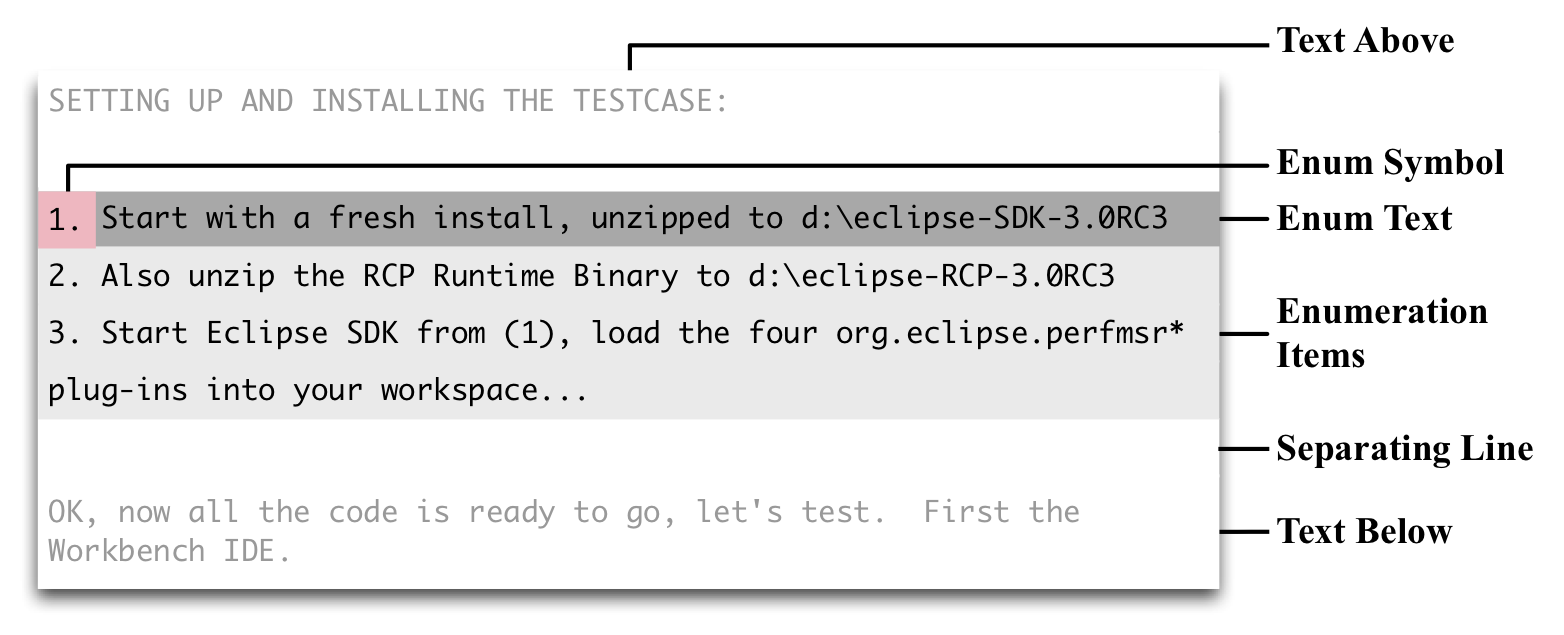 Text Above
SETTING UP AND INSTALLING THE TESTCASE:
Enum Symbol
1. Start with a fresh install, unzipped to d:\eclipse-SDK-3.0RC3
Enum Text
2. Also unzip the RCP Runtime Binary to d:\eclipse-RCP-3.0RC3
3. Start Eclipse SDK from (1), load the four org.eclipse.perfmsr*
plug-ins into your workspace...
Enumeration
Items
Separating Line
OK, now all the code is ready to go, let's test.  First the
Workbench IDE.
Text Below